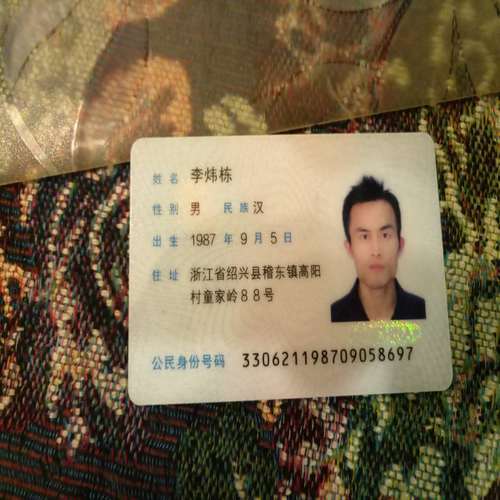 姓名 李炜栋
性别 男 民族 汉
出生 1987 年 9 月 5 日
住址 浙江省绍兴县稽东镇高阳
村童家岭88号
公民身份号码 330621198709058697